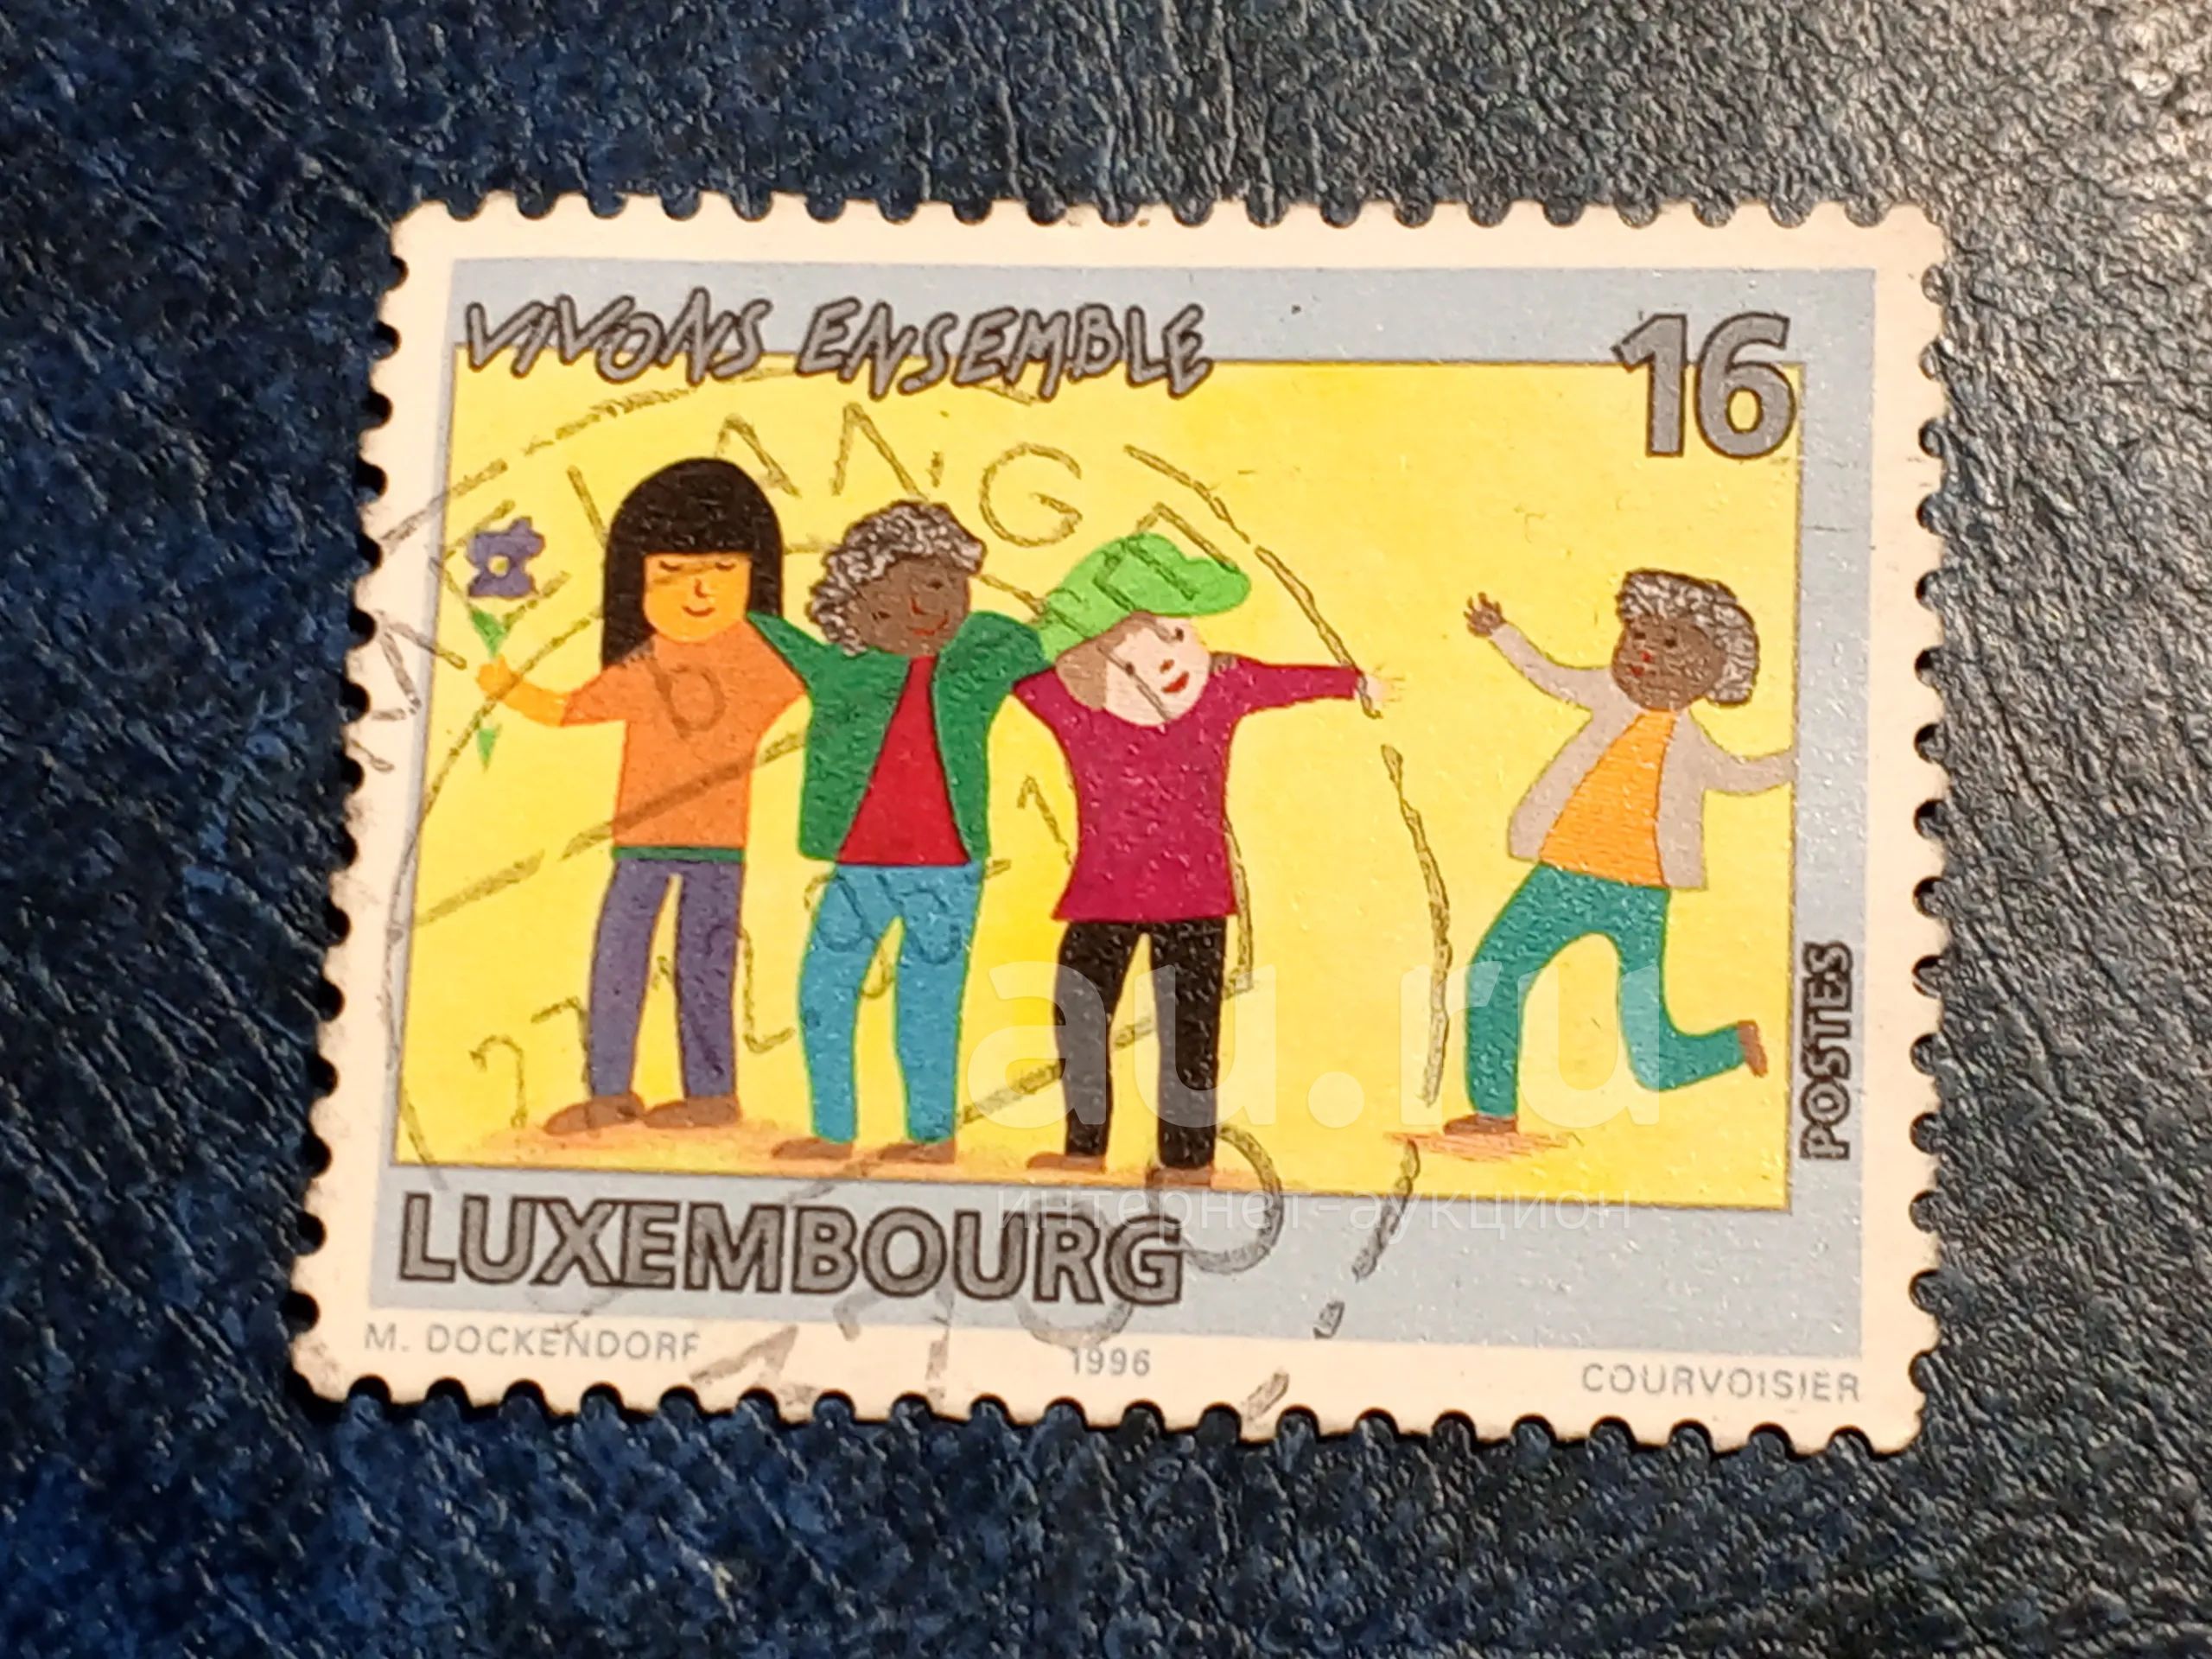 VIVONS ENSEMBLE
16
POSTES
LUXEMBOURG
M. DOCKENDORF
1996
COURVOISIER
au.ru
интернет-аукцион